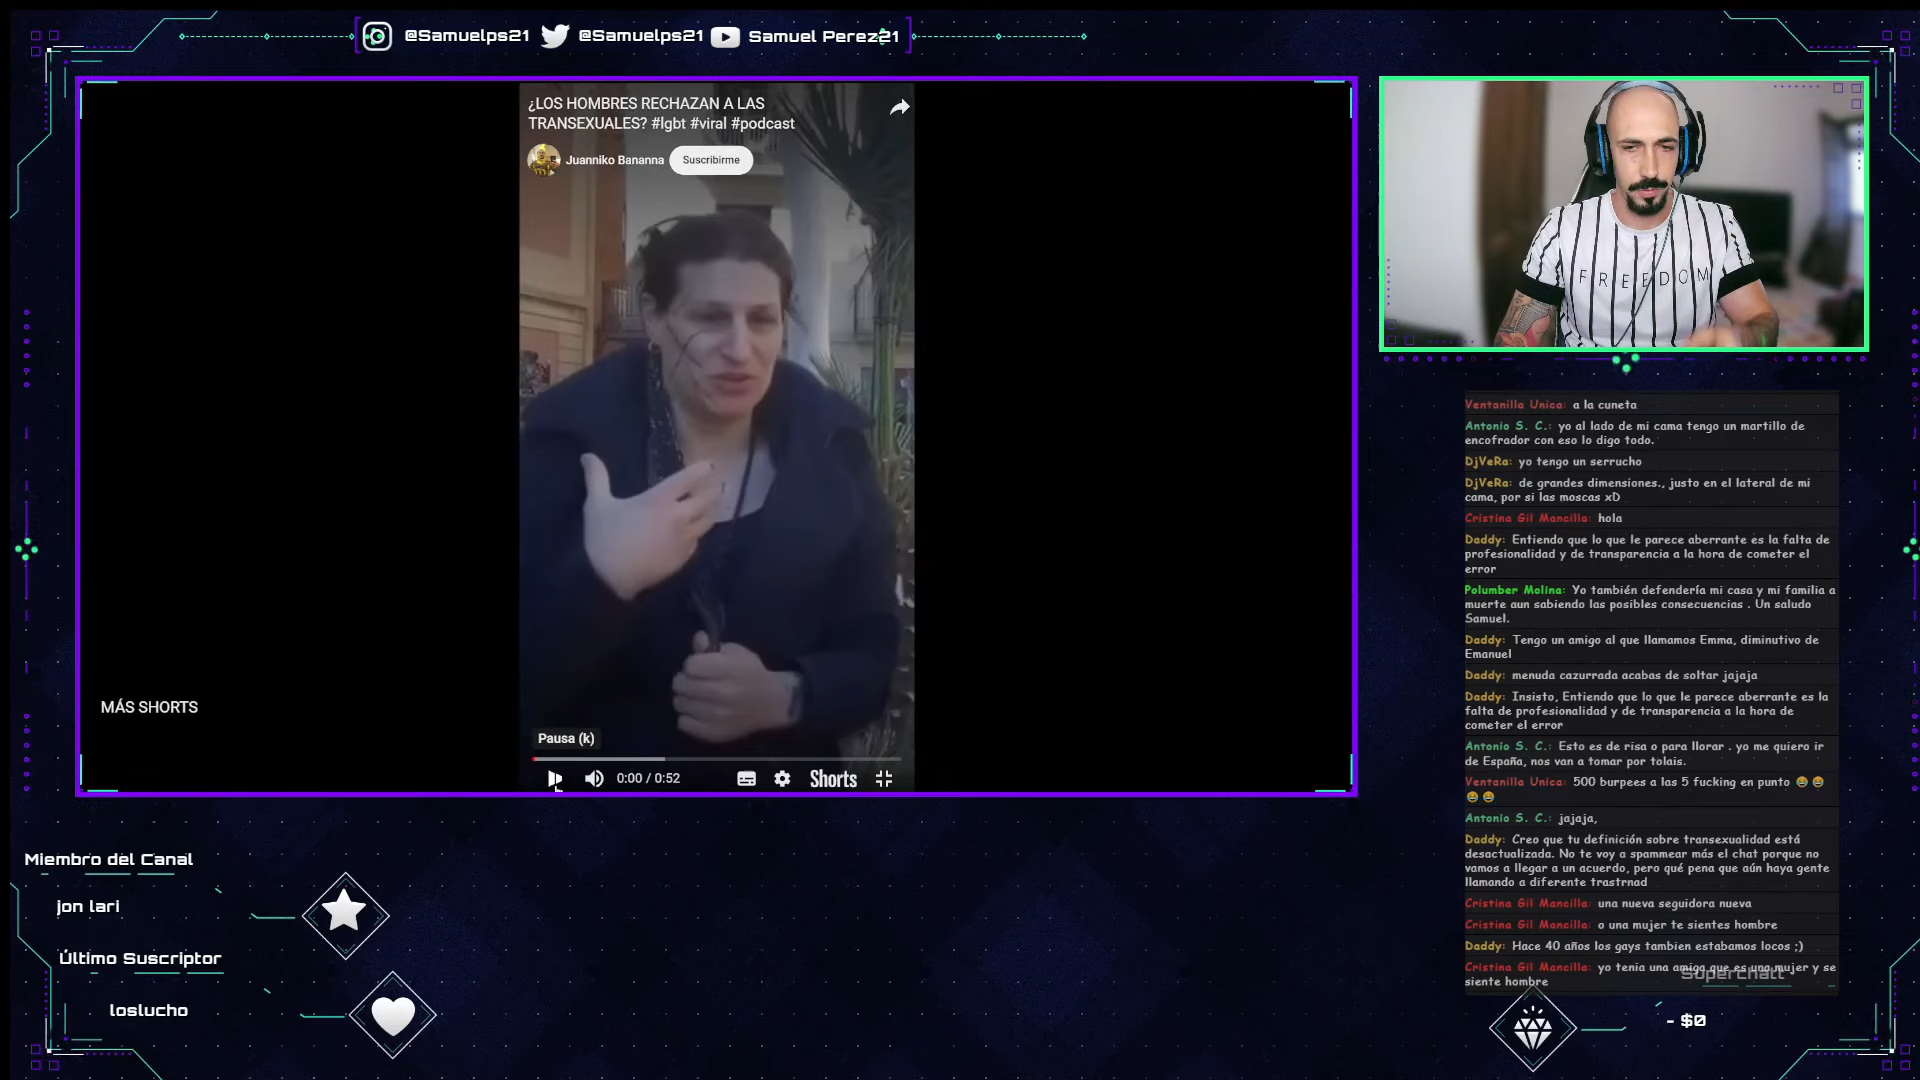 @Samuelps21 @Samuelps21 Samuel Perez21
¿LOS HOMBRES RECHAZAN A LAS
TRANSEXUALES? #lgbt #viral #podcast
Juanniko Bananna Suscribirme
MÁS SHORTS
Pausa (k)
0:00 / 0:52 Shorts
FREEDOM
Ventanilla Unica: a la cuneta
Antonio S. C.: yo al lado de mi cama tengo un martillo de
encofrador con eso lo digo todo.
DjVeRa: yo tengo un serrucho
DjVeRa: de grandes dimensiones., justo en el lateral de mi
cama, por si las moscas xD
Cristina Gil Mancilla: hola
Daddy: Entiendo que lo que le parece aberrante es la falta de
profesionalidad y de transparencia a la hora de cometer el
error
Polumber Molina: Yo también defendería mi casa y mi familia a
muerte aun sabiendo las posibles consecuencias . Un saludo
Samuel.
Daddy: Tengo un amigo al que llamamos Emma, diminutivo de
Emanuel
Daddy: menuda cazurrada acabas de soltar jajaja
Daddy: Insisto, Entiendo que lo que le parece aberrante es la
falta de profesionalidad y de transparencia a la hora de
cometer el error
Antonio S. C.: Esto es de risa o para llorar . yo me quiero ir
de España, nos van a tomar por tolais.
Ventanilla Unica: 500 burpees a las 5 fucking en punto 😂 😂
😂 😂
Antonio S. C.: jajaja,
Daddy: Creo que tu definición sobre transexualidad está
desactualizada. No te voy a spammear más el chat porque no
vamos a llegar a un acuerdo, pero qué pena que aún haya gente
llamando a diferente trastrnad
Cristina Gil Mancilla: una nueva seguidora nueva
Cristina Gil Mancilla: o una mujer te sientes hombre
Daddy: Hace 40 años los gays tambien estabamos locos ;)
Cristina Gil Mancilla: yo tenia una amiga que es una mujer y se
siente hombre
Superchatt
- $0
Miembro del Canal
jon lari
Último Suscriptor
loslucho